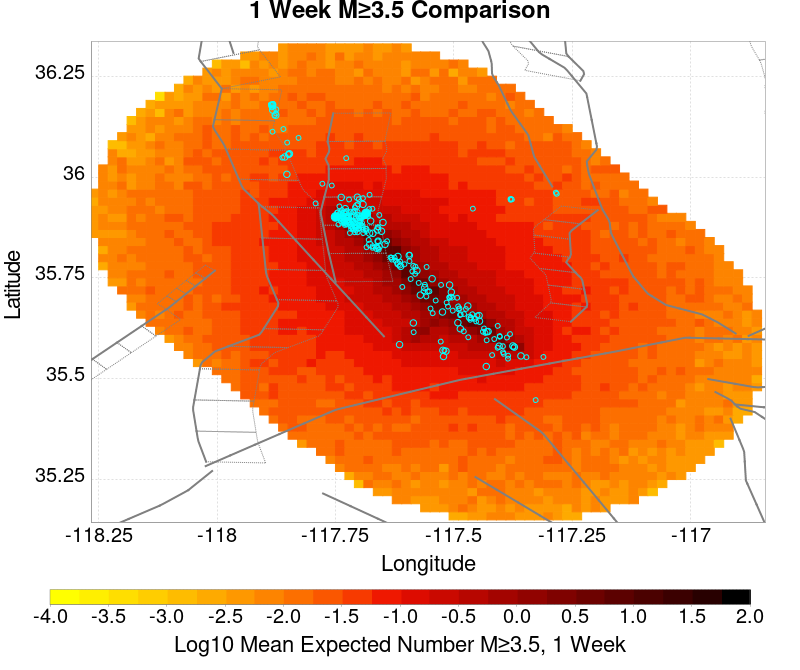 1 Week M≥3.5 Comparison
36.25
36
35.75
35.5
35.25
Latitude
-118.25 -118 -117.75 -117.5 -117.25 -117
Longitude
-4.0 -3.5 -3.0 -2.5 -2.0 -1.5 -1.0 -0.5 0.0 0.5 1.0 1.5 2.0
Log10 Mean Expected Number M≥3.5, 1 Week